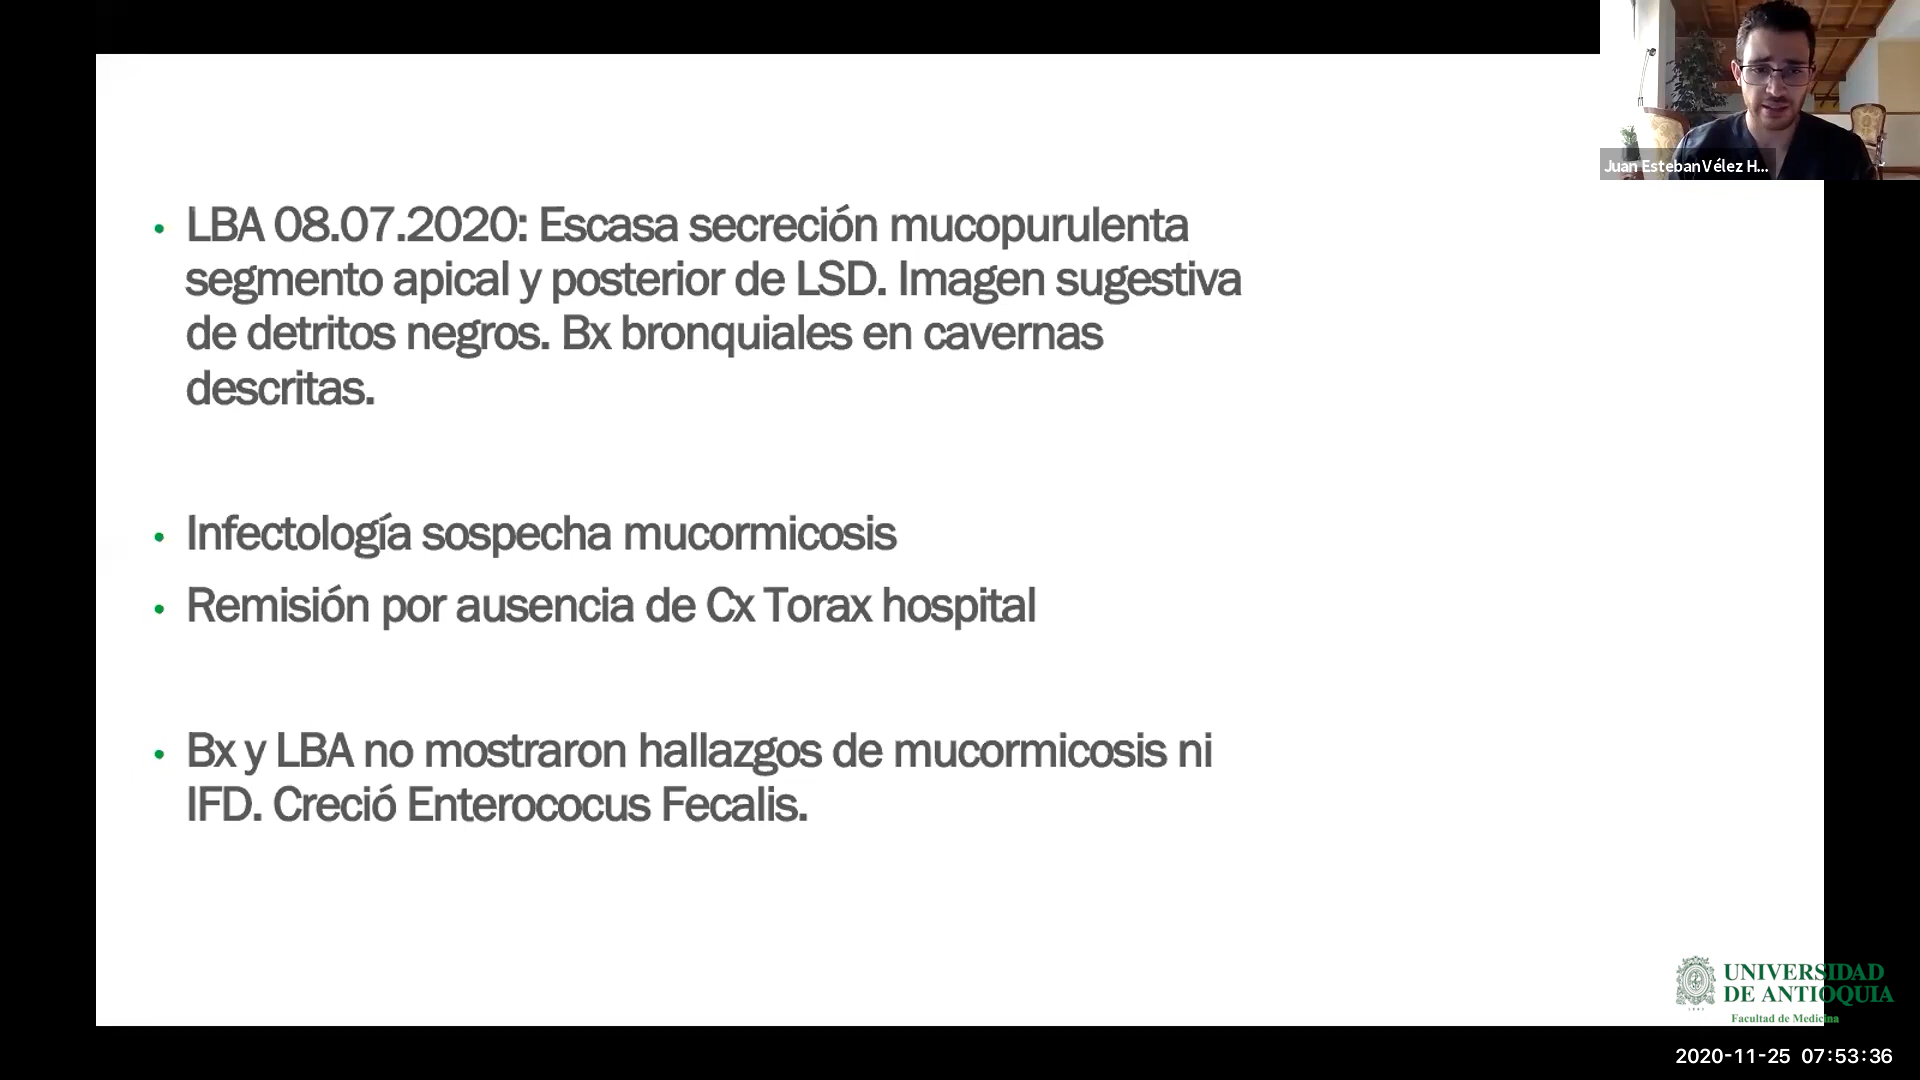 Juan Esteban Vélez H...
• LBA 08.07.2020: Escasa secreción mucopurulenta
segmento apical y posterior de LSD. Imagen sugestiva
de detritos negros. Bx bronquiales en cavernas
descritas.
• Infectología sospecha mucormicosis
• Remisión por ausencia de Cx Torax hospital
• Bx y LBA no mostraron hallazgos de mucormicosis ni
IFD. Creció Enterococus Fecalis.
UNIVERSIDAD
DE ANTIOQUIA
Facultad de Medicina
2020-11-25 07:53:36